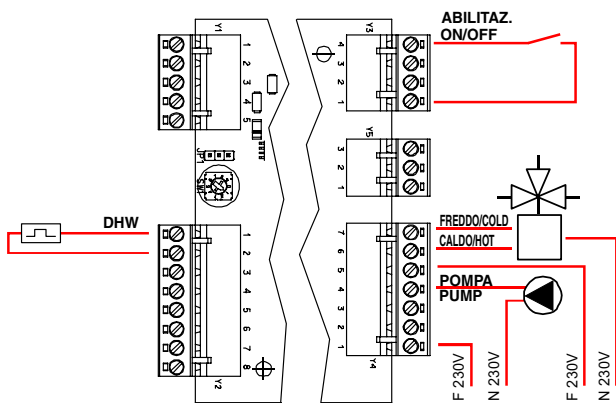 ABILITAZ.
ON/OFF
Y1
1
2
3
4
5
Y3
4
3
2
1
Y5
3
2
1
JP1
SW1
DHW
1
2
3
4
5
6
7
8
Y2
FREDDO/COLD
CALDO/HOT
POMPA
PUMP
7
6
5
4
3
2
1
Y4
F 230V
N 230V
F 230V
N 230V